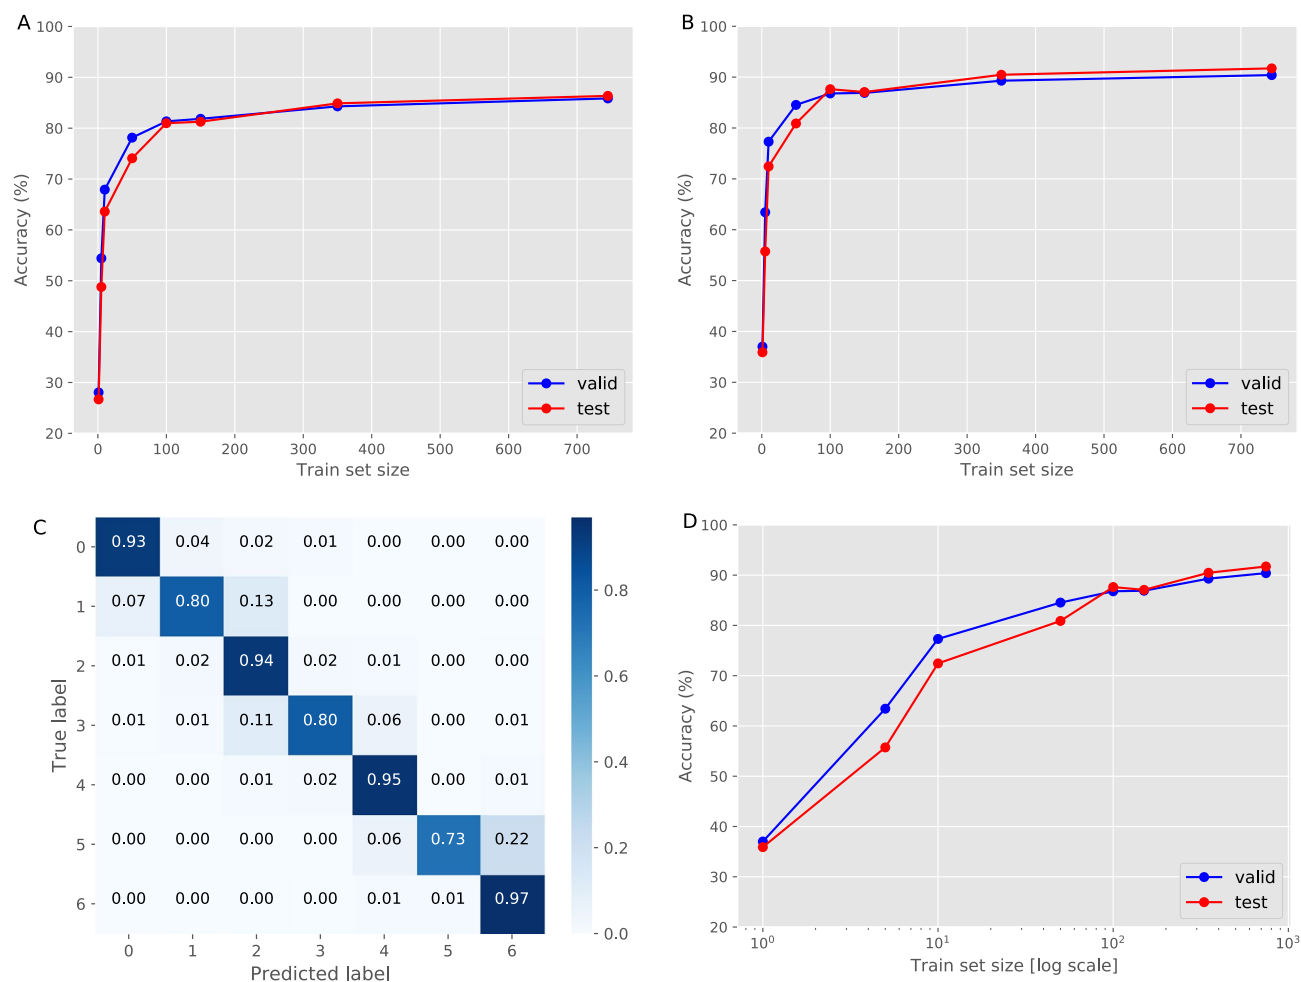 A
100
90
80
70
60
50
40
30
20
Accuracy (%)
0 100 200 300 400 500 600 700
Train set size
valid
test
B
100
90
80
70
60
50
40
30
20
Accuracy (%)
0 100 200 300 400 500 600 700
Train set size
valid
test
C
True label
0 0.93 0.04 0.02 0.01 0.00 0.00 0.00
1 0.07 0.80 0.13 0.00 0.00 0.00 0.00
2 0.01 0.02 0.94 0.02 0.01 0.00 0.00
3 0.01 0.01 0.11 0.80 0.06 0.00 0.01
4 0.00 0.00 0.01 0.02 0.95 0.00 0.01
5 0.00 0.00 0.00 0.00 0.06 0.73 0.22
6 0.00 0.00 0.00 0.00 0.01 0.01 0.97
0 1 2 3 4 5 6
Predicted label
0.8
0.6
0.4
0.2
0.0
D
100
90
80
70
60
50
40
30
20
Accuracy (%)
10⁰ 10¹ 10² 10³
Train set size [log scale]
valid
test